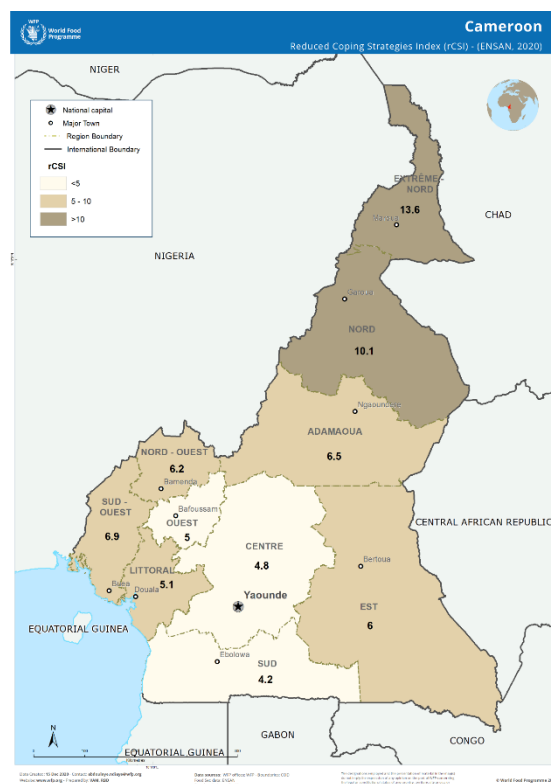 WFP
World Food
Programme
Cameroon
Reduced Coping Strategies Index (rCSI) - (ENSAN, 2020)
NIGER
National capital
Major Town
Region Boundary
International Boundary
rCSI
<5
5 - 10
>10
EXTRÊME -
NORD
13.6
Maroua
CHAD
NIGERIA
Garoua
NORD
10.1
Ngaoundere
ADAMAOUA
6.5
NORD - OUEST
6.2
Bamenda
SUD -
OUEST
6.9
Bafoussam
OUEST
5
CENTRE
4.8
CENTRAL AFRICAN REPUBLIC
LITTORAL
5.1
Bertoua
Buea
Douala
Yaounde
EST
6
EQUATORIAL GUINEA
Ebolowa
SUD
4.2
N
GABON
EQUATORIAL GUINEA
CONGO
© World Food Programme